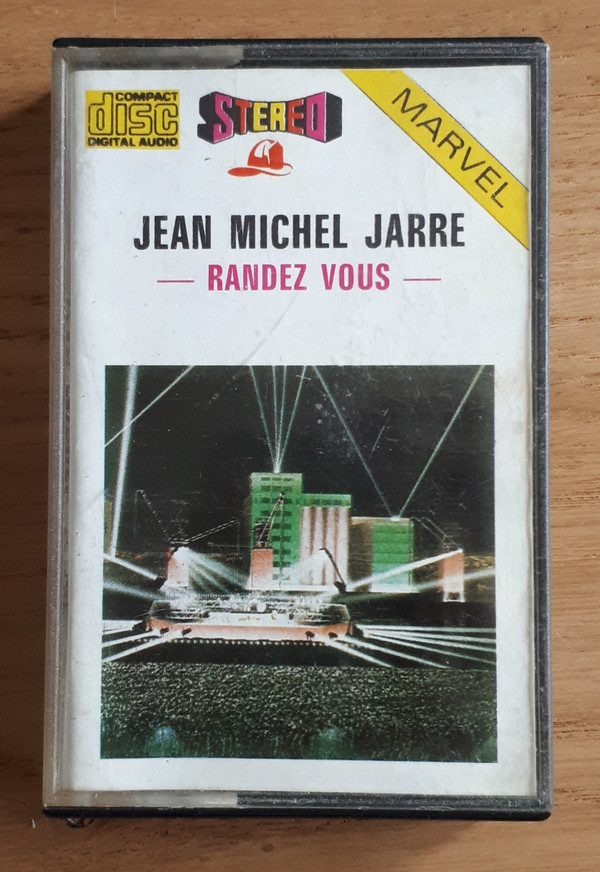 COMPACT
disc
DIGITAL AUDIO
STEREO
MARVEL
JEAN MICHEL JARRE
— RANDEZ VOUS —